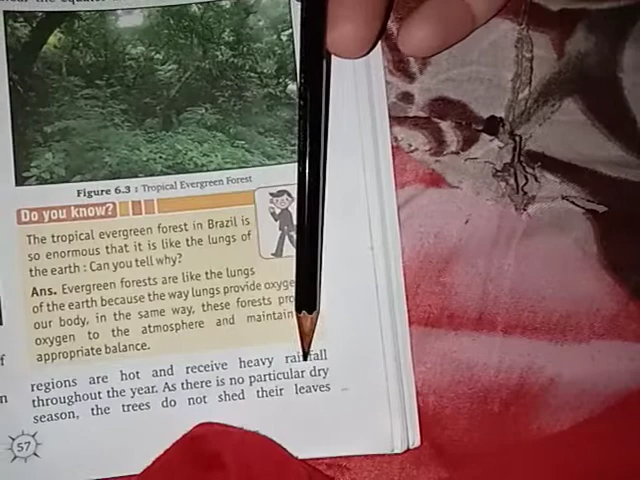 Figure 6.3 : Tropical Evergreen Forest
Do you know?
The tropical evergreen forest in Brazil is
so enormous that it is like the lungs of
the earth : Can you tell why?
Ans. Evergreen forests are like the lungs
of the earth because the way lungs provide
our body, in the same way, these forests
oxygen to the atmosphere and maintain
appropriate balance.
regions are hot and receive heavy rainfall
throughout the year. As there is no particular dry
season, the trees do not shed their leaves
57